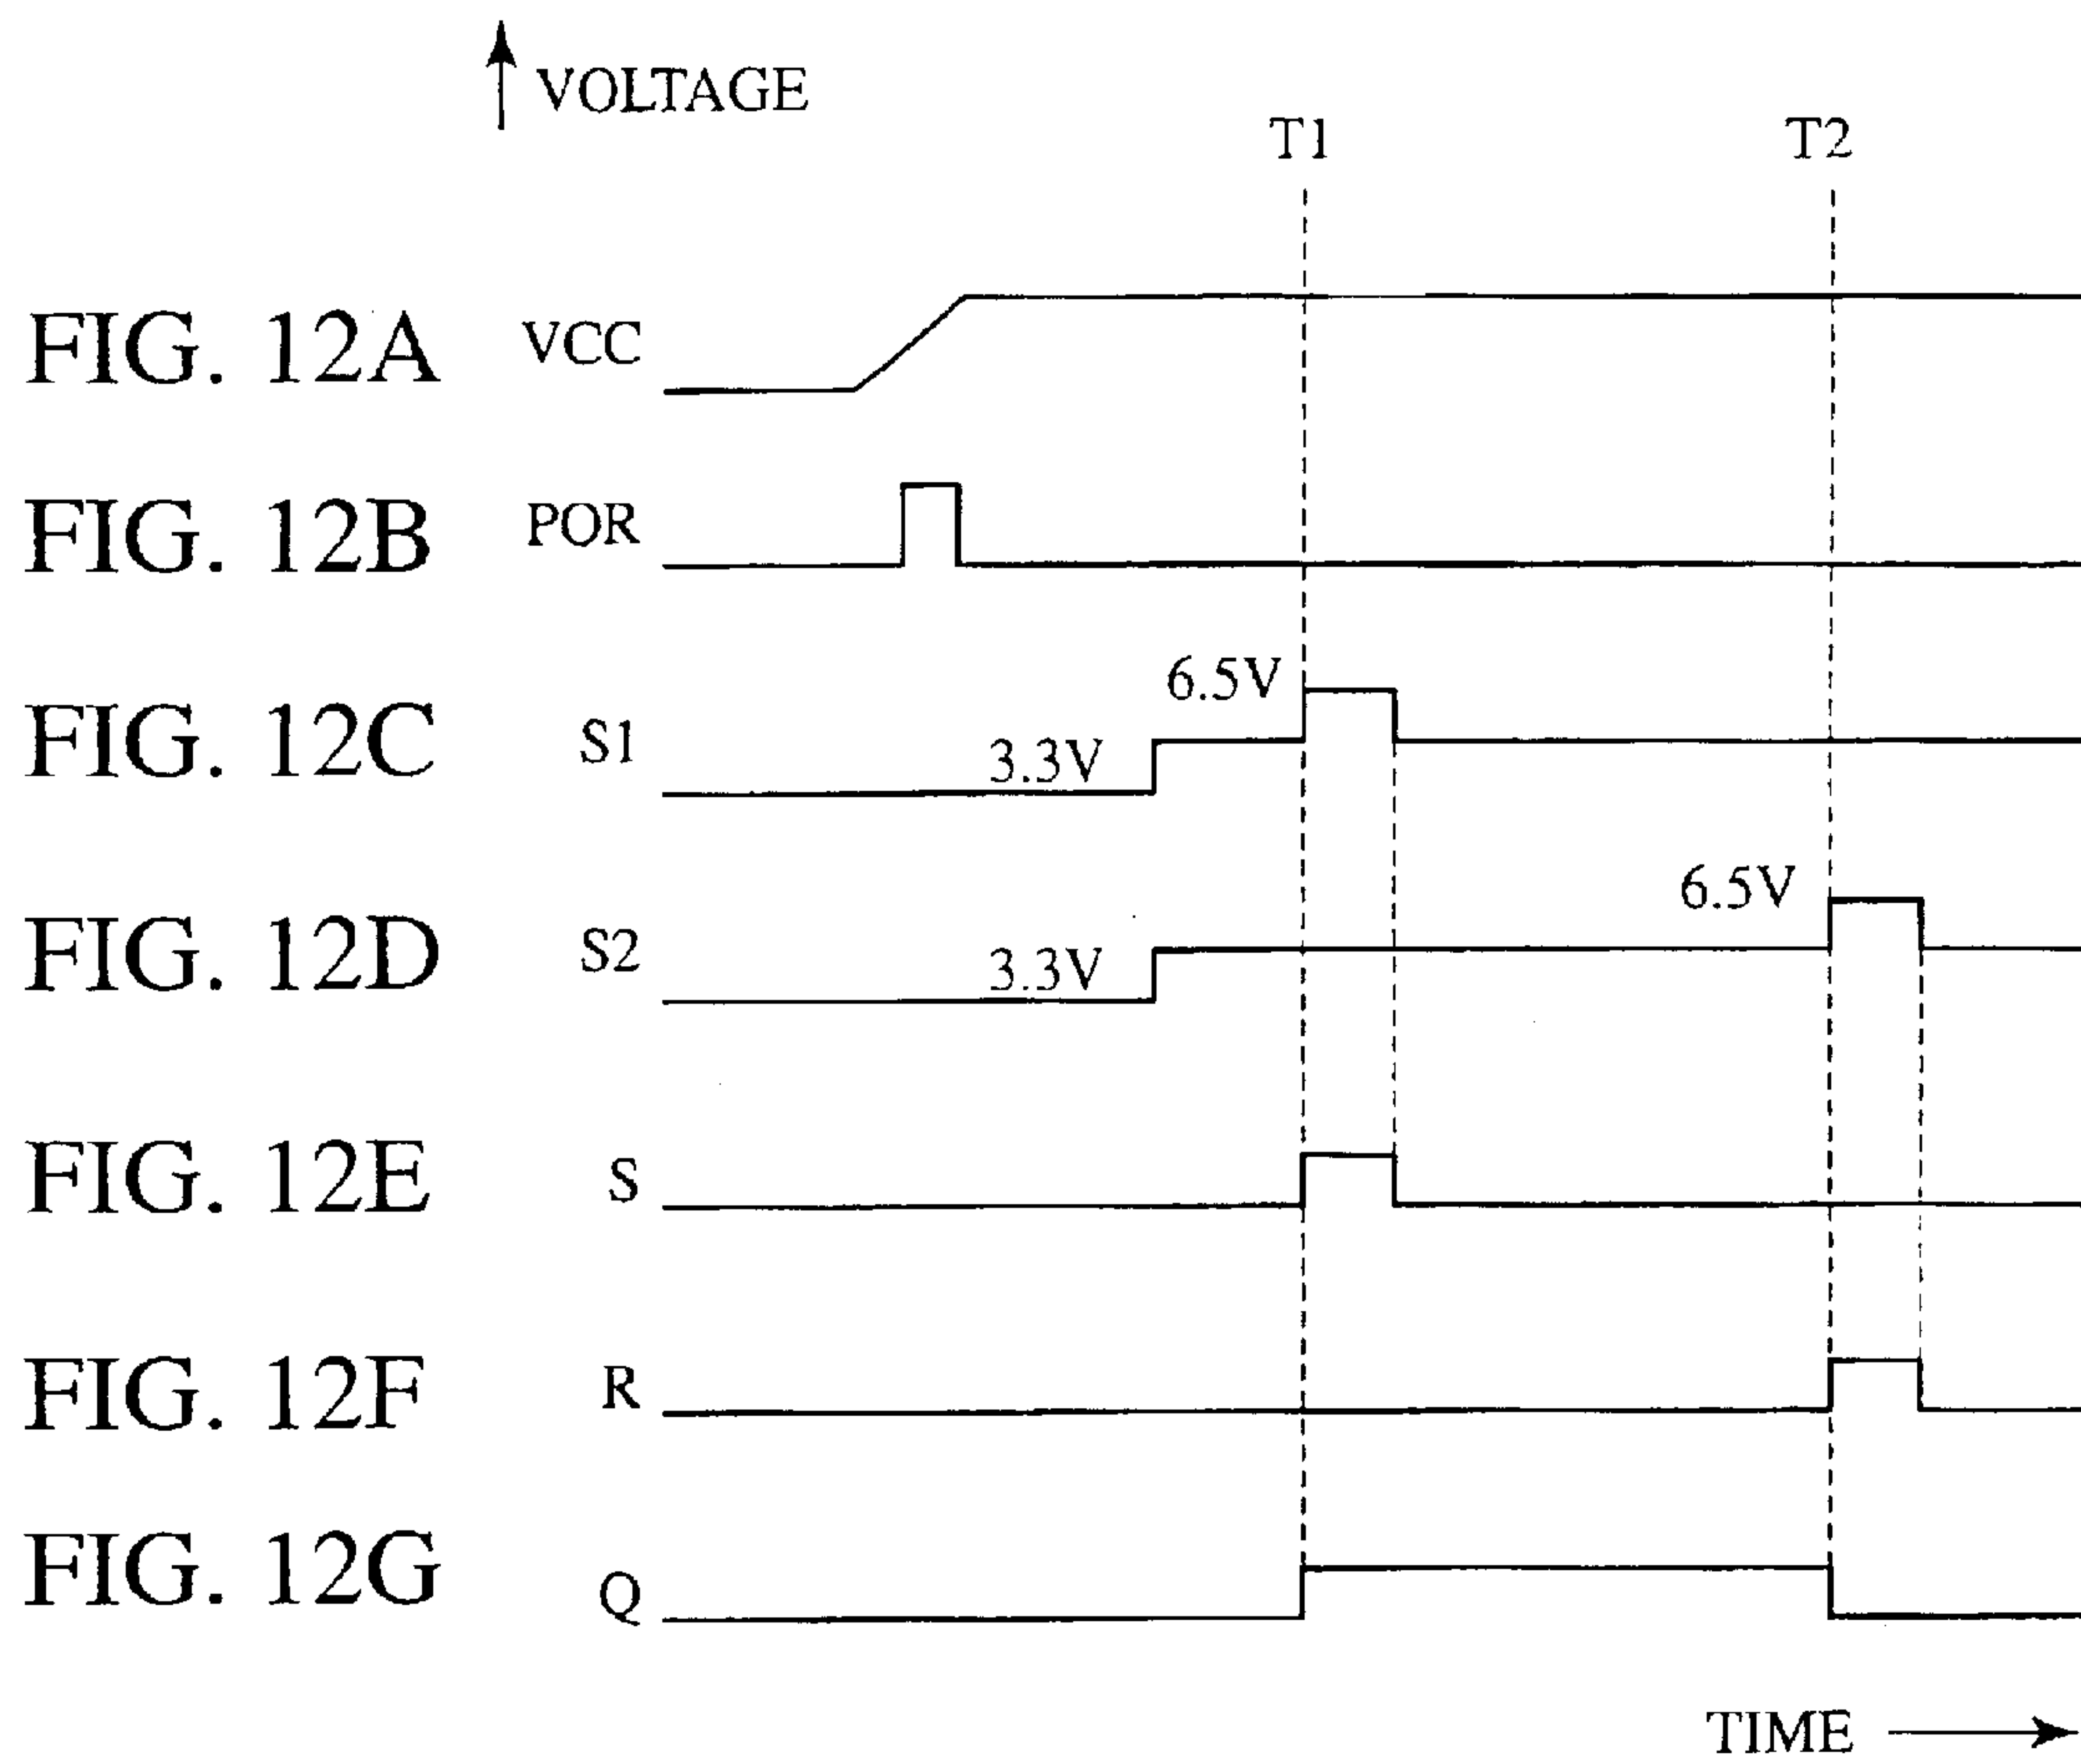 VOLTAGE
T1
T2
FIG. 12A VCC
FIG. 12B POR
FIG. 12C S1 3.3V 6.5V
FIG. 12D S2 3.3V 6.5V
FIG. 12E S
FIG. 12F R
FIG. 12G Q
TIME